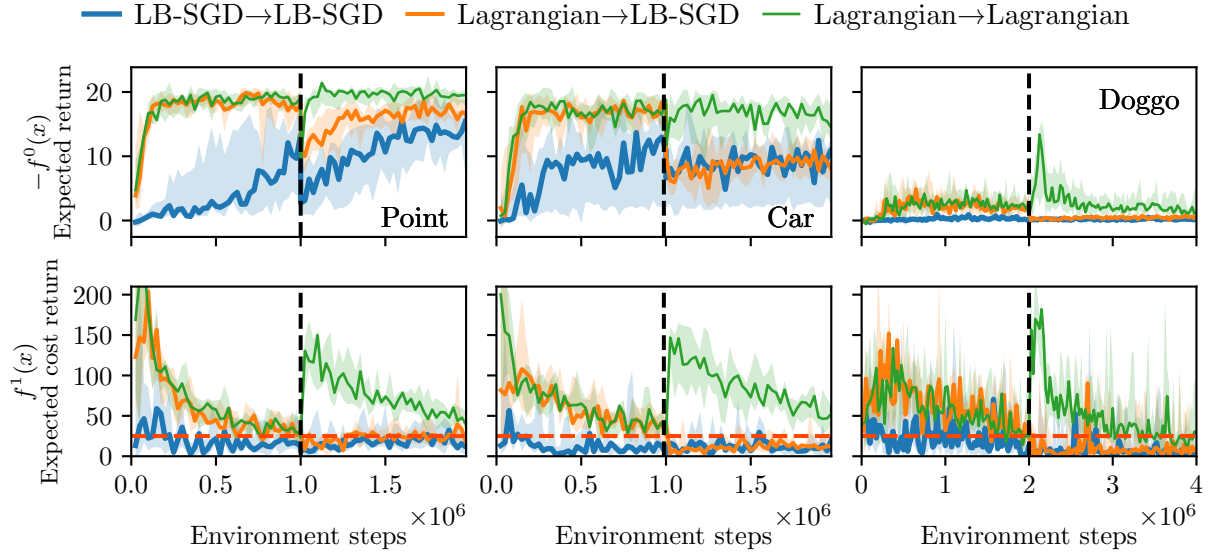 LB-SGD→LB-SGD Lagrangian→LB-SGD Lagrangian→Lagrangian
−f⁰(x)
Expected return
20
10
0
Point
Car
Doggo
f¹(x)
Expected cost return
200
150
100
50
0
0.0 0.5 1.0 1.5
×10⁶
Environment steps
0.0 0.5 1.0 1.5
×10⁶
Environment steps
0 1 2 3 4
×10⁶
Environment steps